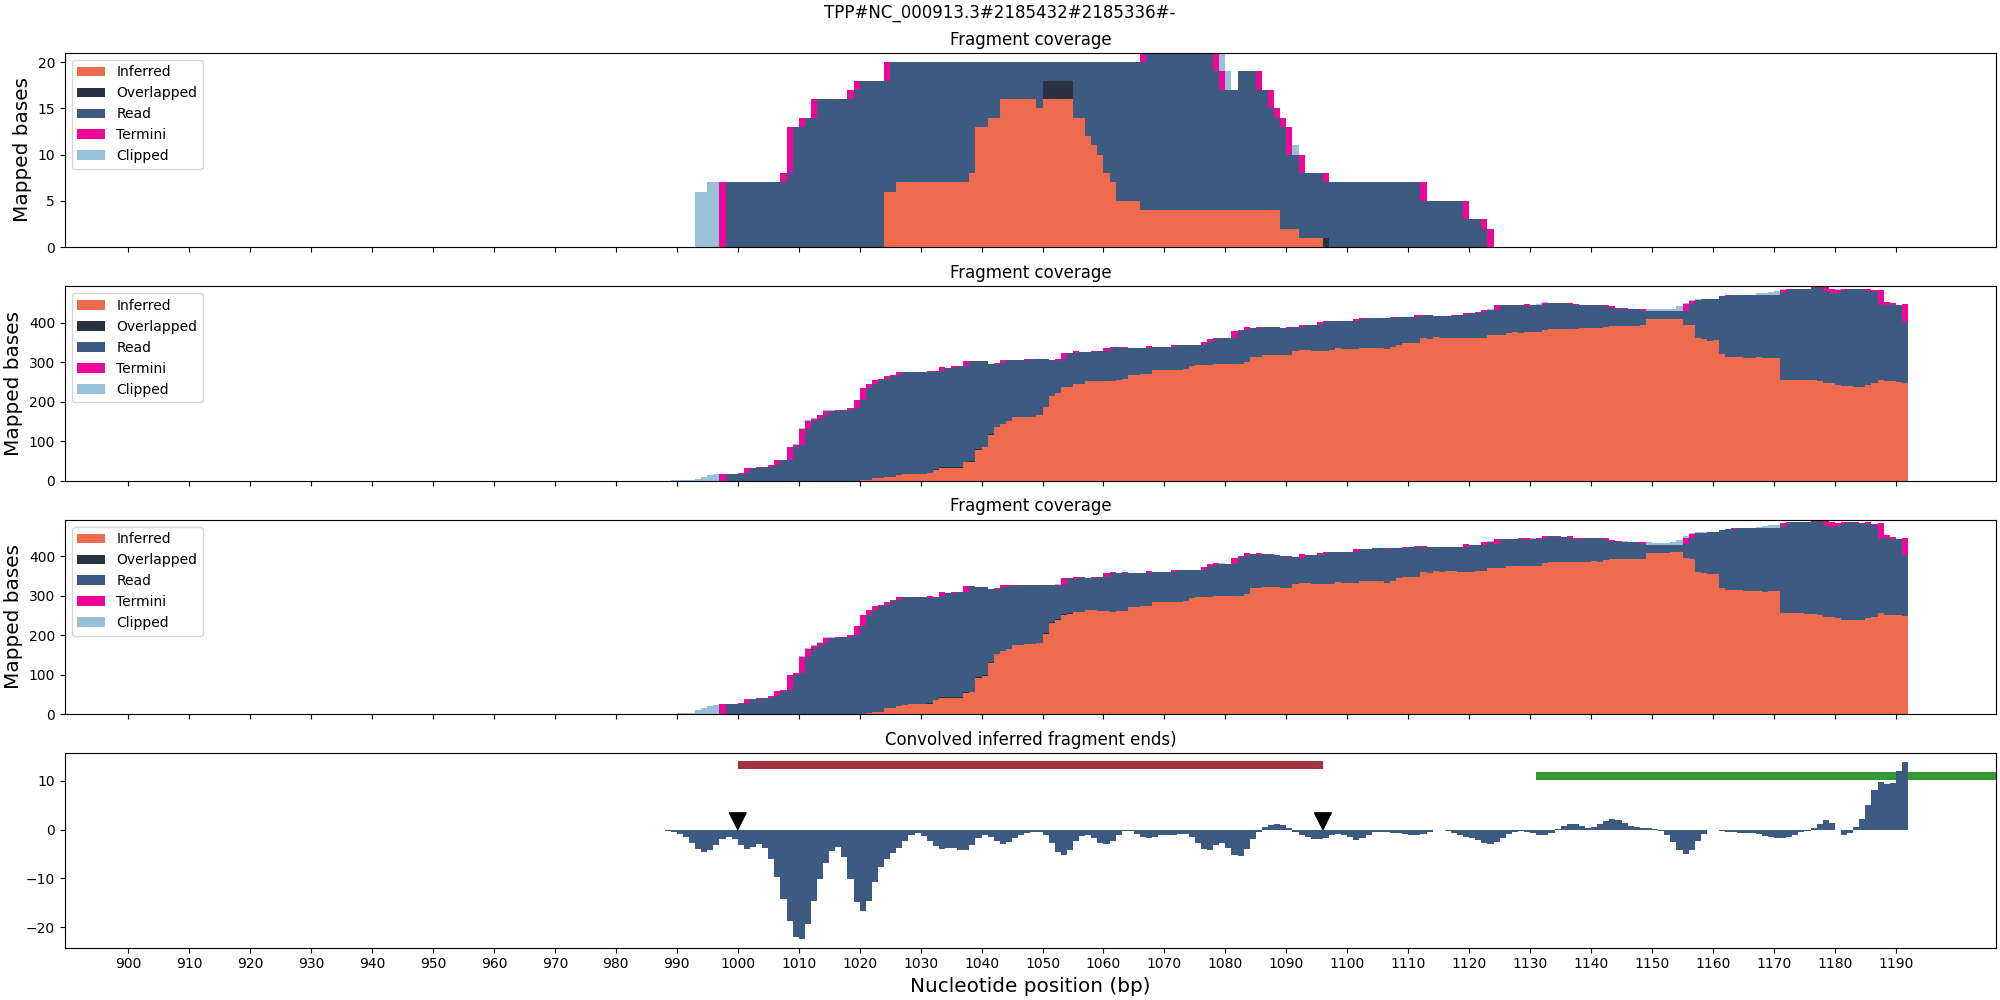 TPP#NC_000913.3#2185432#2185336#-
Fragment coverage
Mapped bases
20
15
10
5
0
Inferred
Overlapped
Read
Termini
Clipped
Fragment coverage
Mapped bases
400
300
200
100
0
Inferred
Overlapped
Read
Termini
Clipped
Fragment coverage
Mapped bases
400
300
200
100
0
Inferred
Overlapped
Read
Termini
Clipped
Convolved inferred fragment ends)
10
0
−10
−20
900 910 920 930 940 950 960 970 980 990 1000 1010 1020 1030 1040 1050 1060 1070 1080 1090 1100 1110 1120 1130 1140 1150 1160 1170 1180 1190
Nucleotide position (bp)